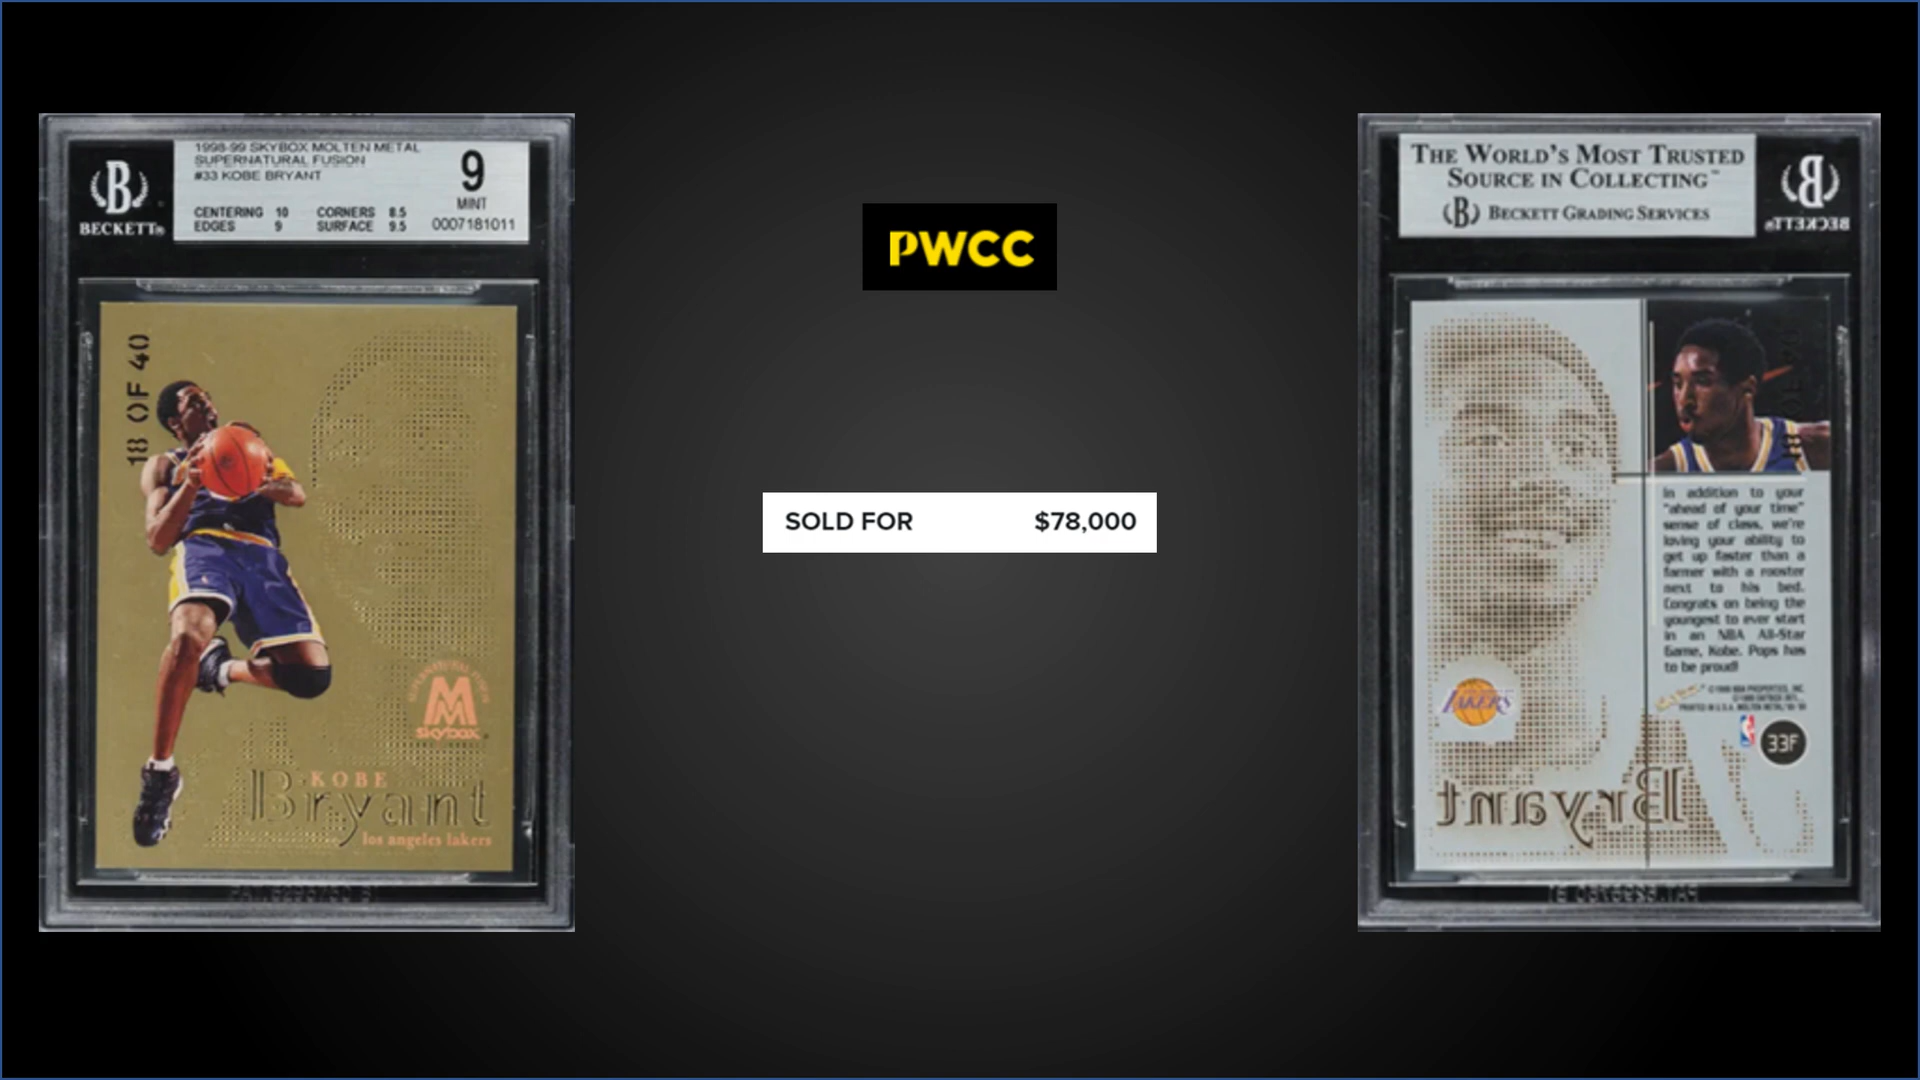 1998-99 SKYBOX MOLTEN METAL
SUPERNATURAL FUSION
#33 KOBE BRYANT
9
MINT
CENTERING 10 CORNERS 8.5
EDGES 9 SURFACE 9.5
0007181011
BECKETT®
18 OF 40
SUPERNATURAL FUSION
skybox
KOBE
Bryant
los angeles lakers
PWCC
SOLD FOR $78,000
THE WORLD'S MOST TRUSTED
SOURCE IN COLLECTING™
BECKETT GRADING SERVICES
BECKETT®
In addition to your
"ahead of your time"
sense of class, we're
loving your ability to
get up faster than a
farmer with a rooster
next to his bed.
Congrats on being the
youngest to ever start
in an NBA All-Star
Game, Kobe. Pops has
to be proud!
LAKERS
33F
Bryant